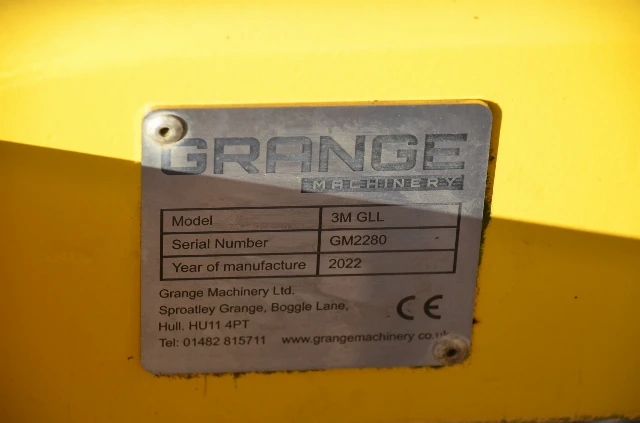 GRANGE
MACHINERY
Model 3M GLL
Serial Number GM2280
Year of manufacture 2022
Grange Machinery Ltd.
Sproatley Grange, Boggle Lane,
Hull. HU11 4PT
CE
Tel: 01482 815711 www.grangemachinery.co.uk